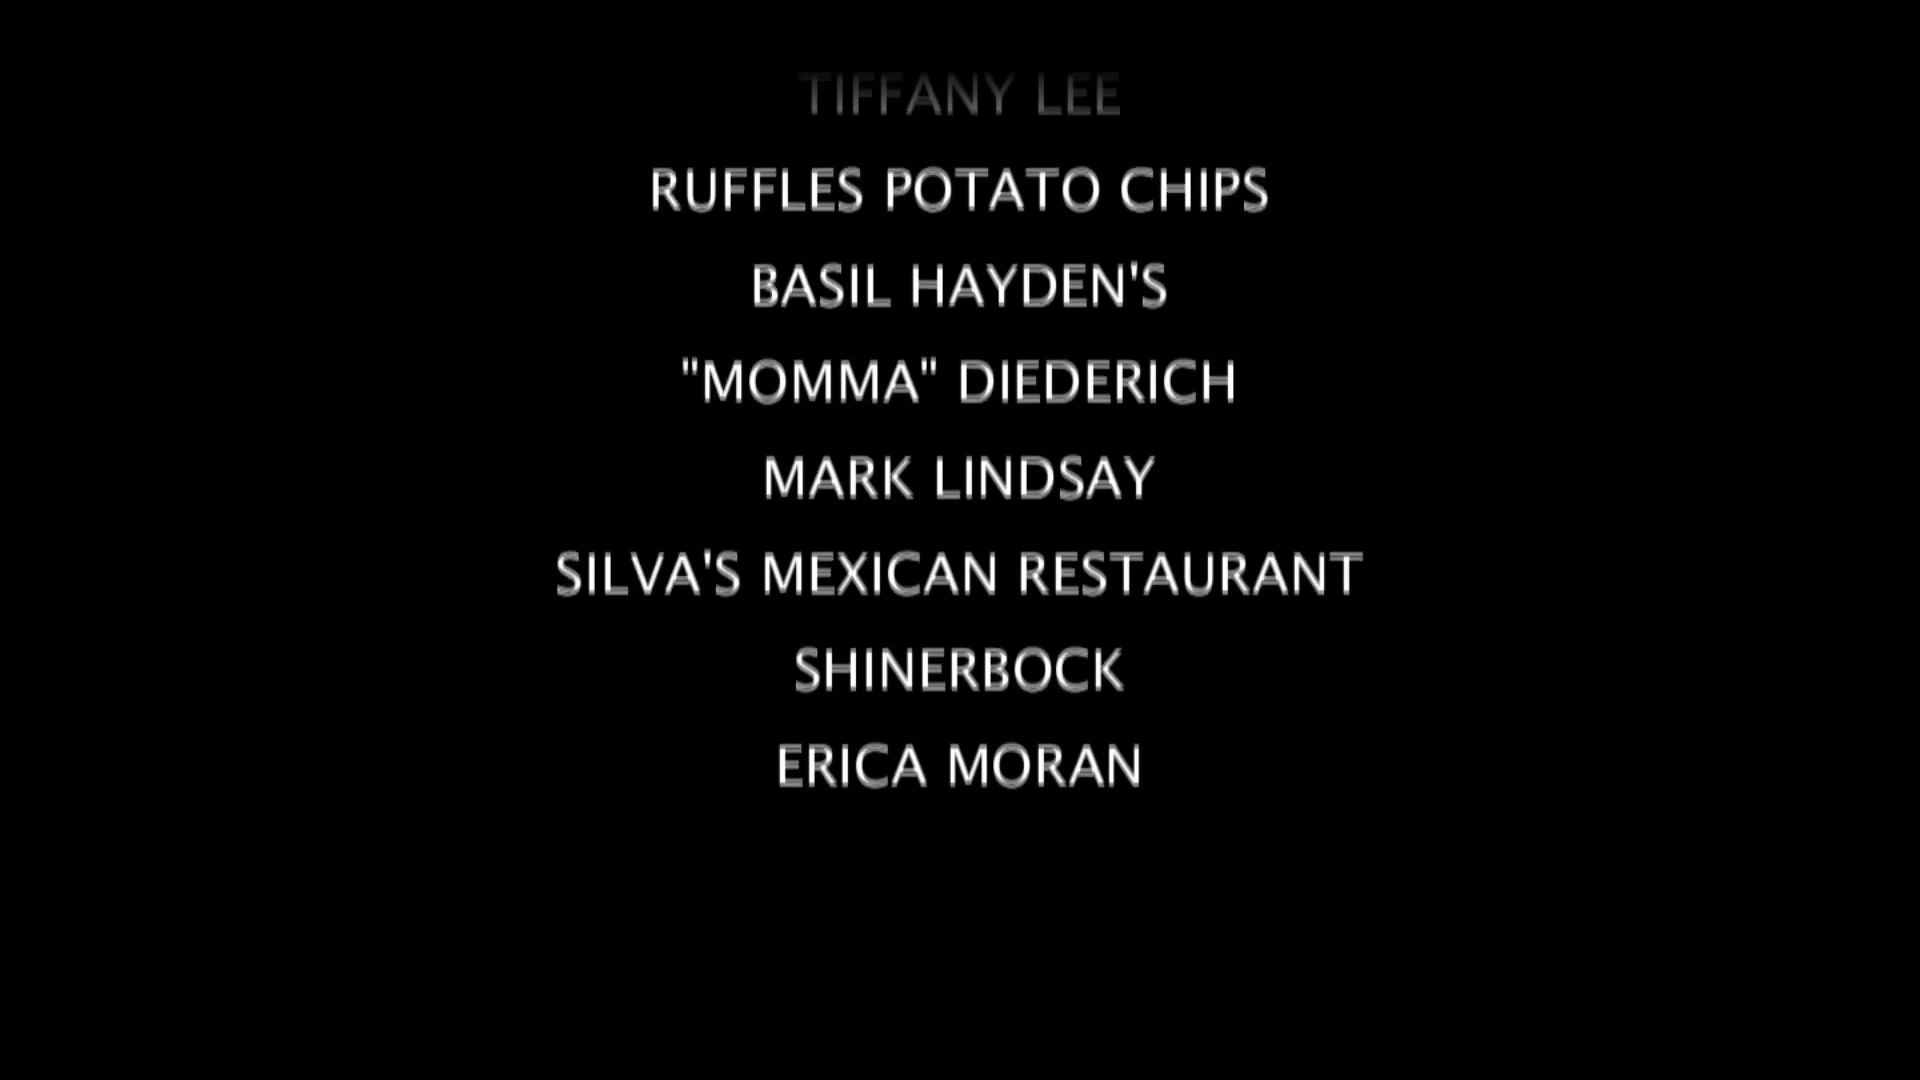 TIFFANY LEE
RUFFLES POTATO CHIPS
BASIL HAYDEN'S
"MOMMA" DIEDERICH
MARK LINDSAY
SILVA'S MEXICAN RESTAURANT
SHINERBOCK
ERICA MORAN